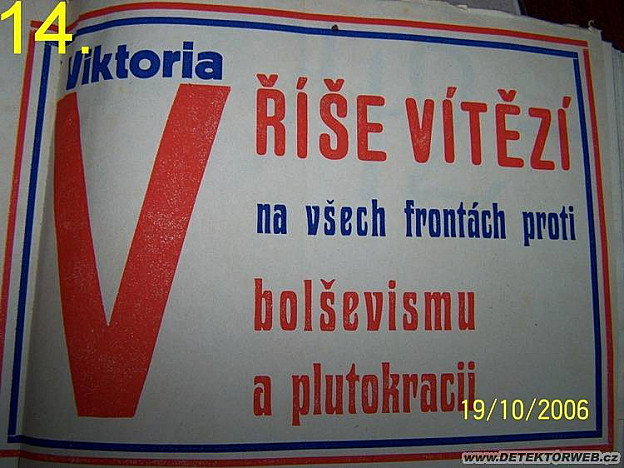 14.
Viktoria
V
ŘÍŠE VÍTĚZÍ
na všech frontách proti
bolševismu
a plutokracii
19/10/2006
www.DETEKTORWEB.cz